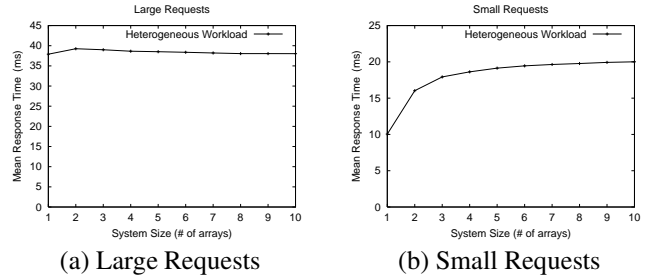 Large Requests
Heterogeneous Workload
Mean Response Time (ms)
45
40
35
30
25
20
15
10
5
0
1 2 3 4 5 6 7 8 9 10
System Size (# of arrays)
(a) Large Requests
Small Requests
Heterogeneous Workload
Mean Response Time (ms)
25
20
15
10
5
0
1 2 3 4 5 6 7 8 9 10
System Size (# of arrays)
(b) Small Requests